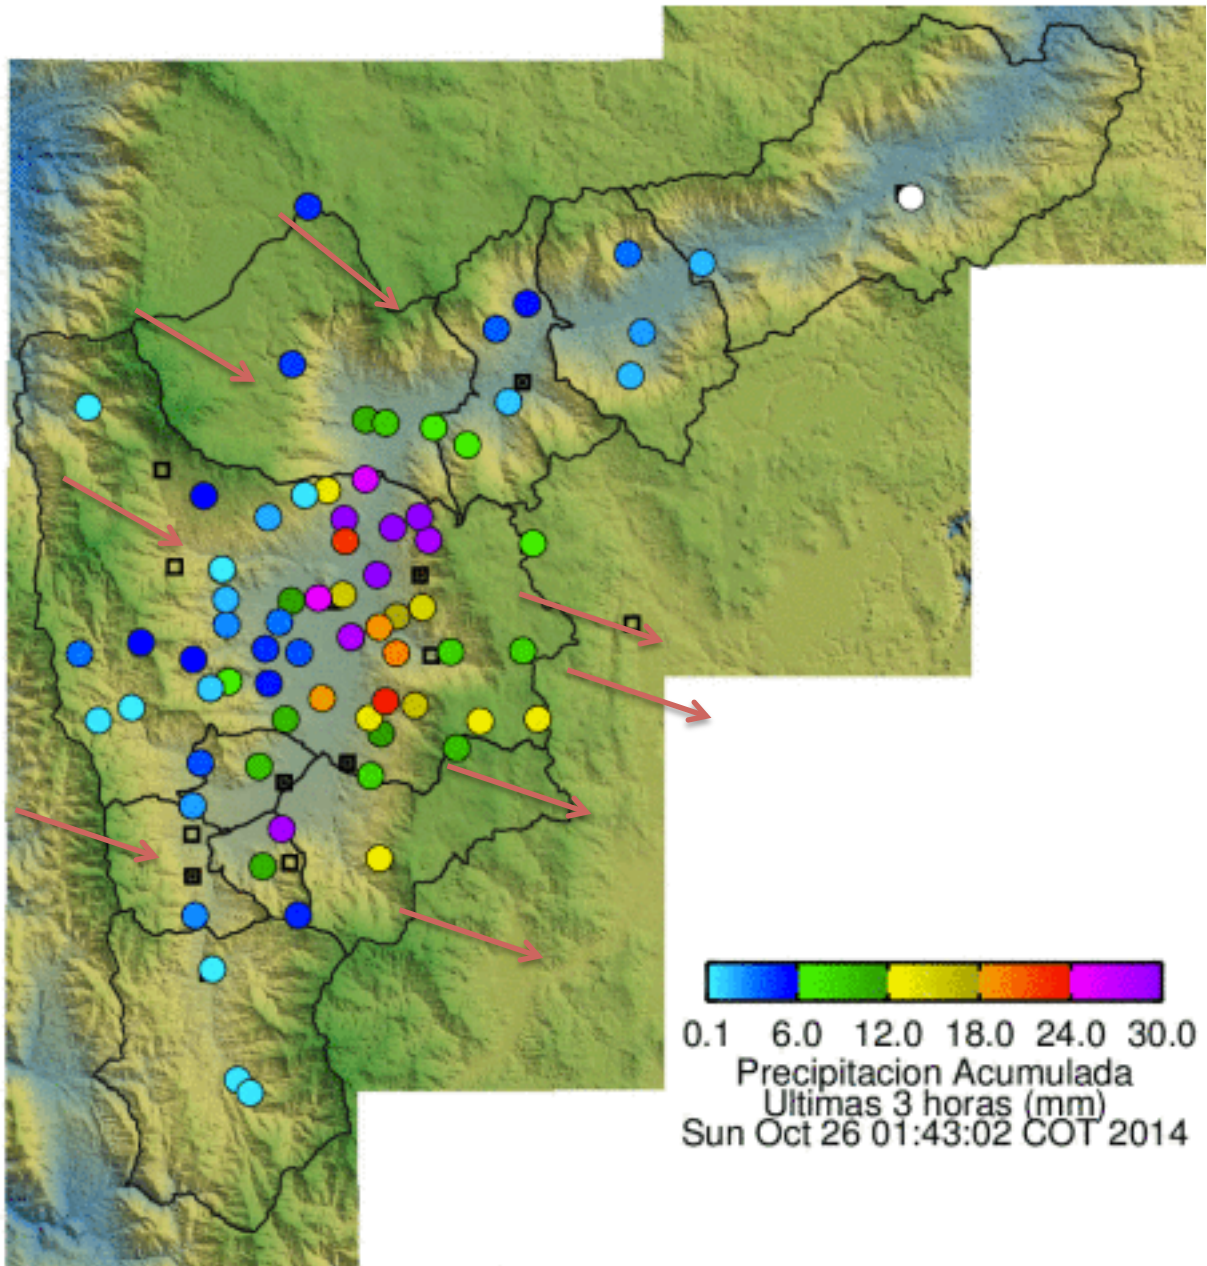 0.1 6.0 12.0 18.0 24.0 30.0
Precipitacion Acumulada
Ultimas 3 horas (mm)
Sun Oct 26 01:43:02 COT 2014